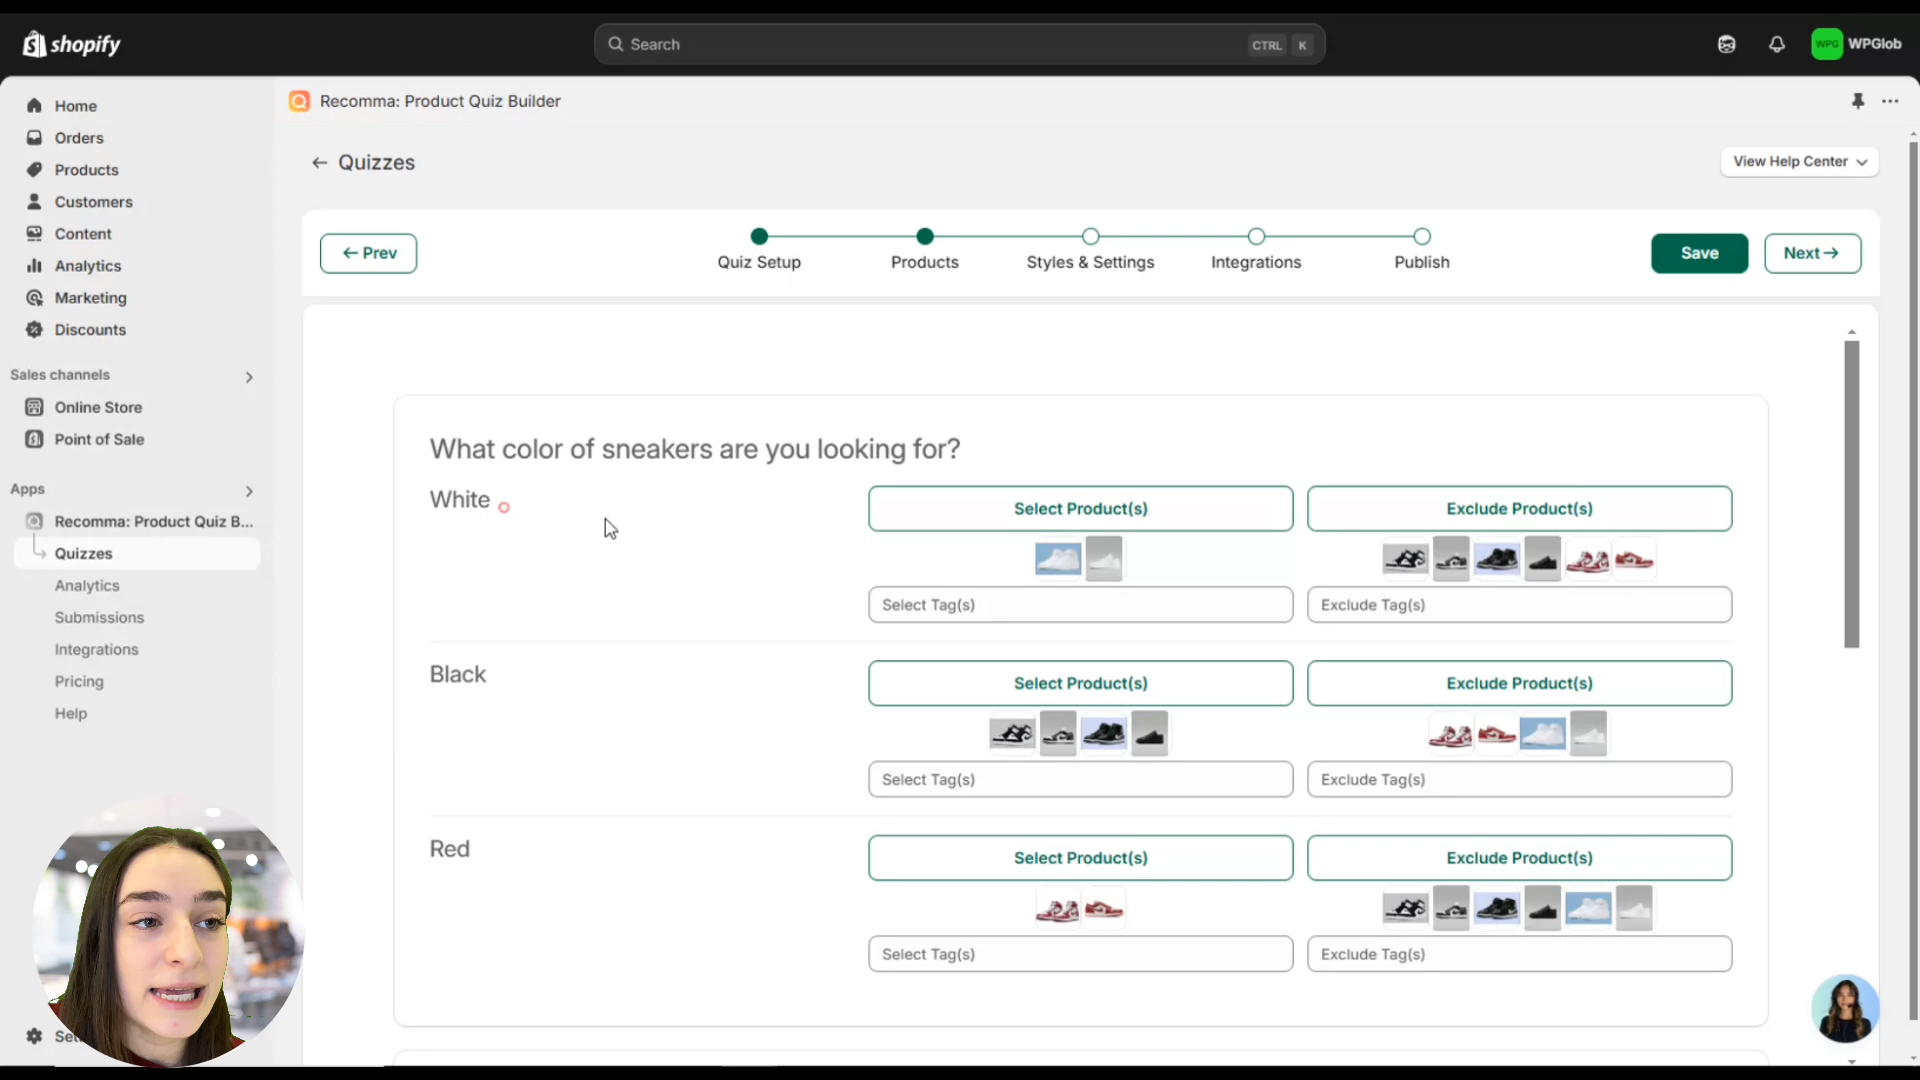 shopify
Search
CTRL K
WPG
WPGlob
Home
Orders
Products
Customers
Content
Analytics
Marketing
Discounts
Sales channels
Online Store
Point of Sale
Apps
Recomma: Product Quiz B...
Quizzes
Analytics
Submissions
Integrations
Pricing
Help
Recomma: Product Quiz Builder
← Quizzes
View Help Center
← Prev
Quiz Setup
Products
Styles & Settings
Integrations
Publish
Save
Next →
What color of sneakers are you looking for?
White
Select Product(s)
Exclude Product(s)
Select Tag(s)
Exclude Tag(s)
Black
Select Product(s)
Exclude Product(s)
Select Tag(s)
Exclude Tag(s)
Red
Select Product(s)
Exclude Product(s)
Select Tag(s)
Exclude Tag(s)